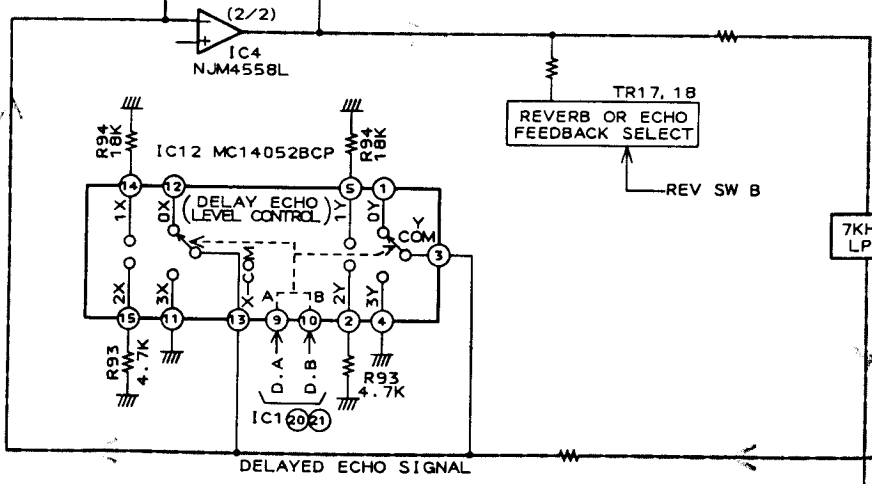 (2/2)
IC4
NJM4558L
TR17, 18
REVERB OR ECHO
FEEDBACK SELECT
REV SW B
R94
18K
IC12 MC14052BCP
R94
18K
14
12
5
1
1X
0X
(DELAY ECHO
LEVEL CONTROL)
1Y
0Y
Y
COM
3
7KH
LP
2X
3X
X-COM
A
B
2Y
3Y
15
11
13
9
10
2
4
R93
4.7K
D.A
D.B
R93
4.7K
IC1 20 21
DELAYED ECHO SIGNAL